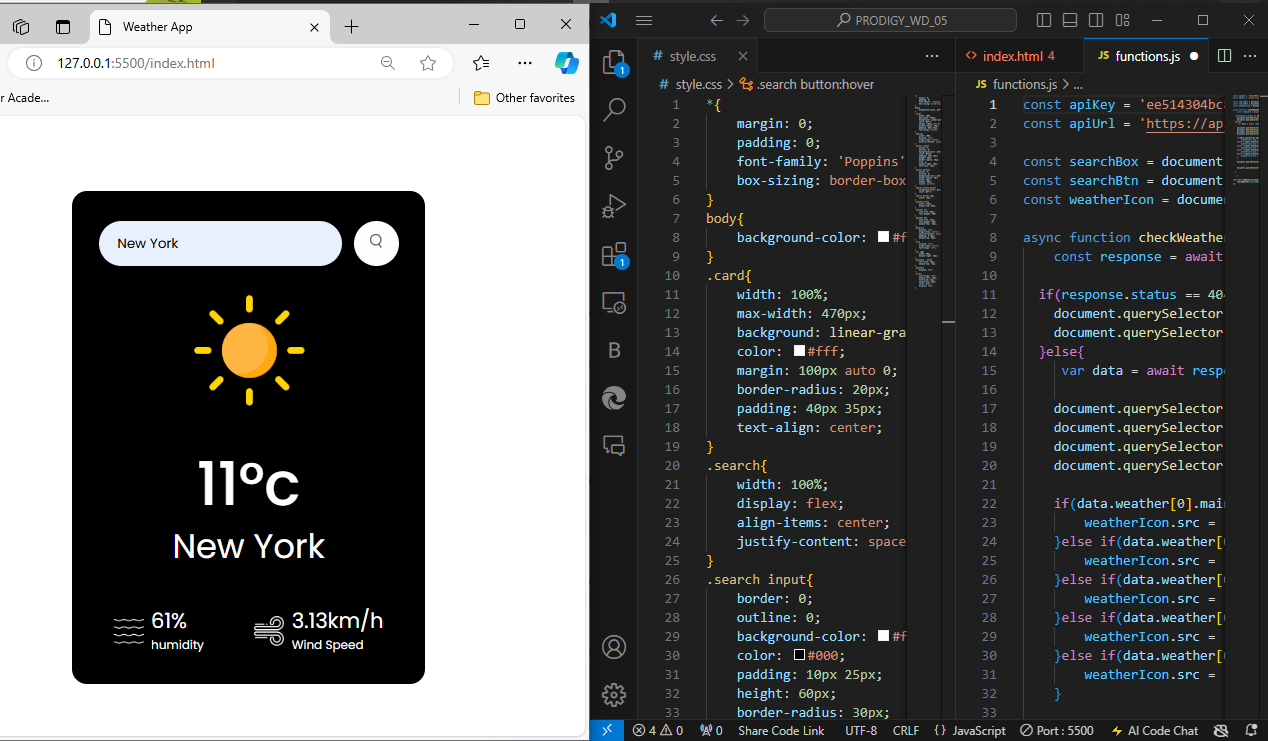 Weather App
127.0.0.1:5500/index.html
r Acade...
Other favorites
New York
11°c
New York
61%
humidity
3.13km/h
Wind Speed
PRODIGY_WD_05
1
1
B
# style.css
# style.css > .search button:hover
1 *{
2 margin: 0;
3 padding: 0;
4 font-family: 'Poppins'
5 box-sizing: border-box
6 }
7 body{
8 background-color: #f
9 }
10 .card{
11 width: 100%;
12 max-width: 470px;
13 background: linear-gra
14 color: #fff;
15 margin: 100px auto 0;
16 border-radius: 20px;
17 padding: 40px 35px;
18 text-align: center;
19 }
20 .search{
21 width: 100%;
22 display: flex;
23 align-items: center;
24 justify-content: space
25 }
26 .search input{
27 border: 0;
28 outline: 0;
29 background-color: #f
30 color: #000;
31 padding: 10px 25px;
32 height: 60px;
33 border-radius: 30px;
<> index.html 4
JS functions.js
JS functions.js > ...
1 const apiKey = 'ee514304bc
2 const apiUrl = 'https://ap
3
4 const searchBox = document
5 const searchBtn = document
6 const weatherIcon = docume
7
8 async function checkWeather
9 const response = await
10
11 if(response.status == 404
12 document.querySelector
13 document.querySelector
14 }else{
15 var data = await resp
16
17 document.querySelector
18 document.querySelector
19 document.querySelector
20 document.querySelector
21
22 if(data.weather[0].mai
23 weatherIcon.src =
24 }else if(data.weather[
25 weatherIcon.src =
26 }else if(data.weather[
27 weatherIcon.src =
28 }else if(data.weather[
29 weatherIcon.src =
30 }else if(data.weather[
31 weatherIcon.src =
32 }
33
4 0 0 Share Code Link UTF-8 CRLF {} JavaScript Port : 5500 AI Code Chat